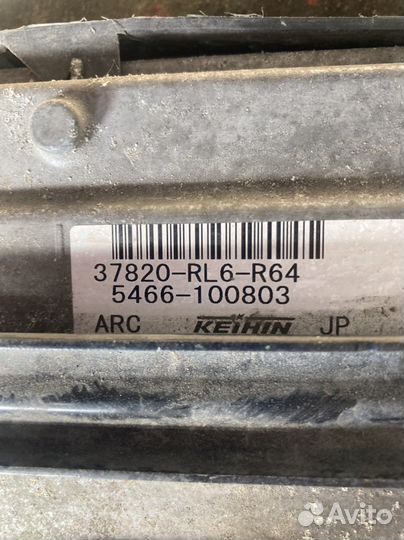 37820-RL6-R64
5466-100803
ARC KEIHIN JP
Avito